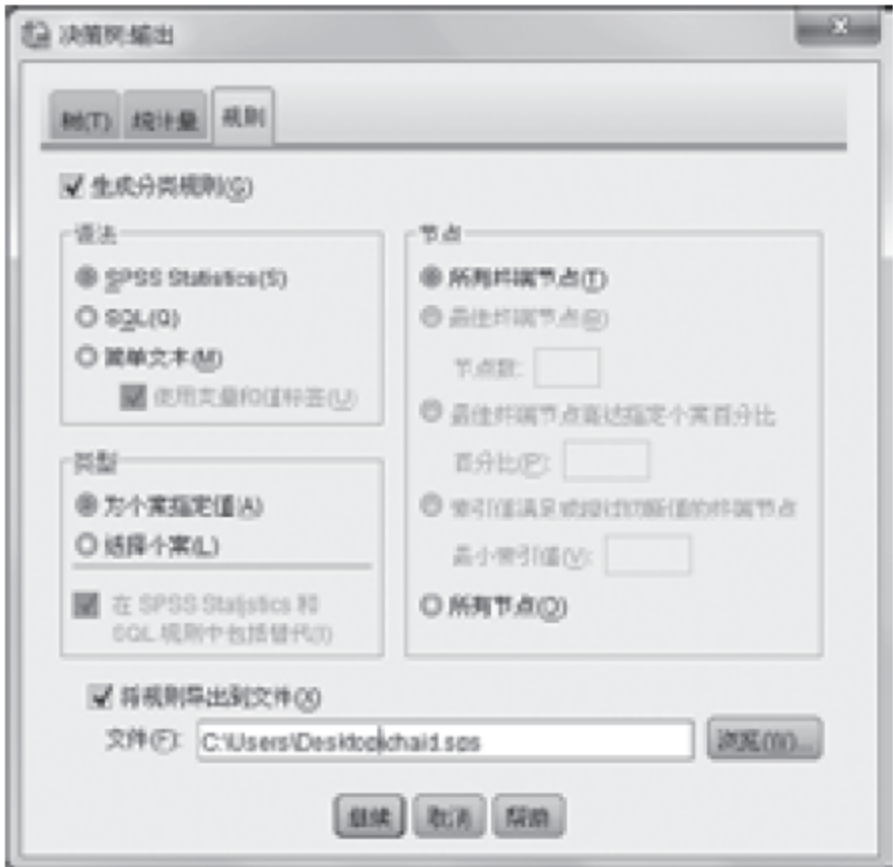 决策树:输出
树(T) 统计量 规则
生成分类规则(G)
语法
SPSS Statistics(S)
SQL(Q)
简单文本(M)
使用变量和值标签(U)
类型
为个案指定值(A)
选择个案(L)
在 SPSS Statistics 和
SQL 规则中包括替代(I)
节点
所有终端节点(T)
最佳终端节点(B)
节点数:
最佳终端节点高达指定个案百分比
百分比(P):
索引值满足或超过切断值的终端节点
最小索引值(V):
所有节点(O)
将规则导出到文件(X)
文件(F): C:\Users\Desktop\chaid.sps 浏览(W)...
继续 取消 帮助